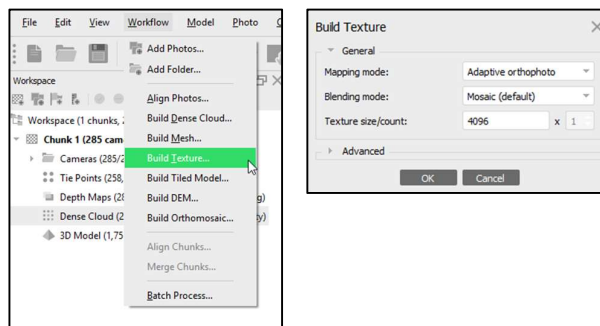 File Edit View Workflow Model Photo
Add Photos...
Add Folder...
Workspace
Workspace (1 chunks,
Align Photos...
Build Dense Cloud...
Chunk 1 (285 cam
Build Mesh...
Cameras (285/2
Build Texture...
Tie Points (258,
Build Tiled Model...
Depth Maps (28
Build DEM...
g)
Dense Cloud (2
Build Orthomosaic...
ty)
3D Model (1,75
Align Chunks...
Merge Chunks...
Batch Process...
Build Texture
General
Mapping mode: Adaptive orthophoto
Blending mode: Mosaic (default)
Texture size/count: 4096 x 1
Advanced
OK Cancel